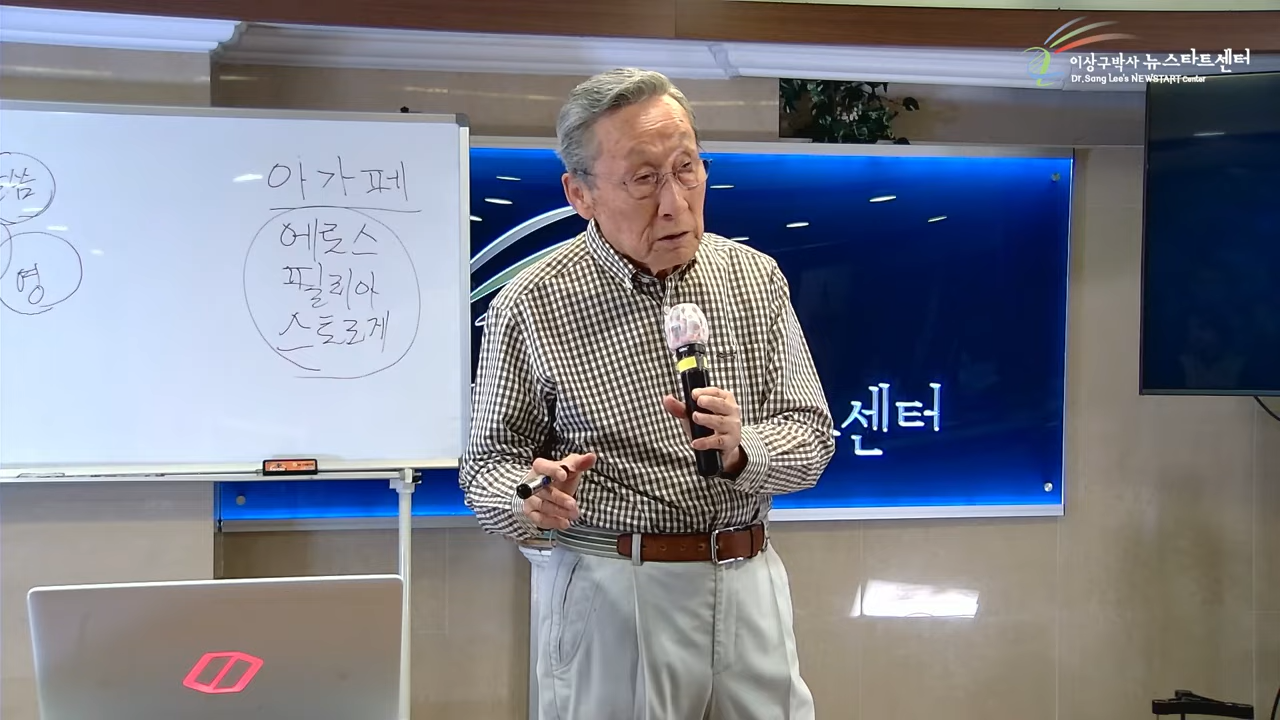 이상구박사 뉴스타트센터
Dr. Sang Lee's NEWSTART Center
아가페
에로스
필리아
스토로게
영
센터